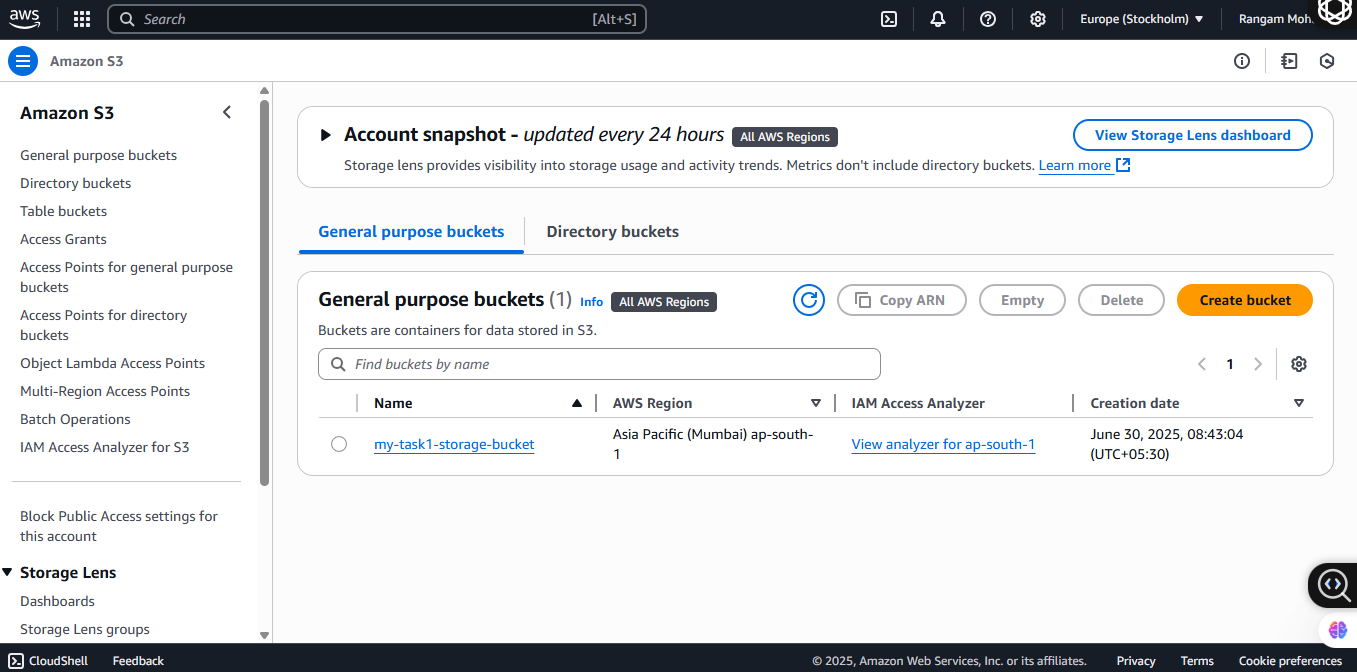 aws
Search
[Alt+S]
Europe (Stockholm)
Rangam Moh
Amazon S3
Amazon S3
General purpose buckets
Directory buckets
Table buckets
Access Grants
Access Points for general purpose
buckets
Access Points for directory
buckets
Object Lambda Access Points
Multi-Region Access Points
Batch Operations
IAM Access Analyzer for S3
Block Public Access settings for
this account
Storage Lens
Dashboards
Storage Lens groups
Account snapshot - updated every 24 hours All AWS Regions
View Storage Lens dashboard
Storage lens provides visibility into storage usage and activity trends. Metrics don't include directory buckets. Learn more
General purpose buckets
Directory buckets
General purpose buckets (1) Info All AWS Regions
Copy ARN
Empty
Delete
Create bucket
Buckets are containers for data stored in S3.
Find buckets by name
1
Name
AWS Region
IAM Access Analyzer
Creation date
my-task1-storage-bucket
Asia Pacific (Mumbai) ap-south-
1
View analyzer for ap-south-1
June 30, 2025, 08:43:04
(UTC+05:30)
CloudShell
Feedback
© 2025, Amazon Web Services, Inc. or its affiliates.
Privacy
Terms
Cookie preferences